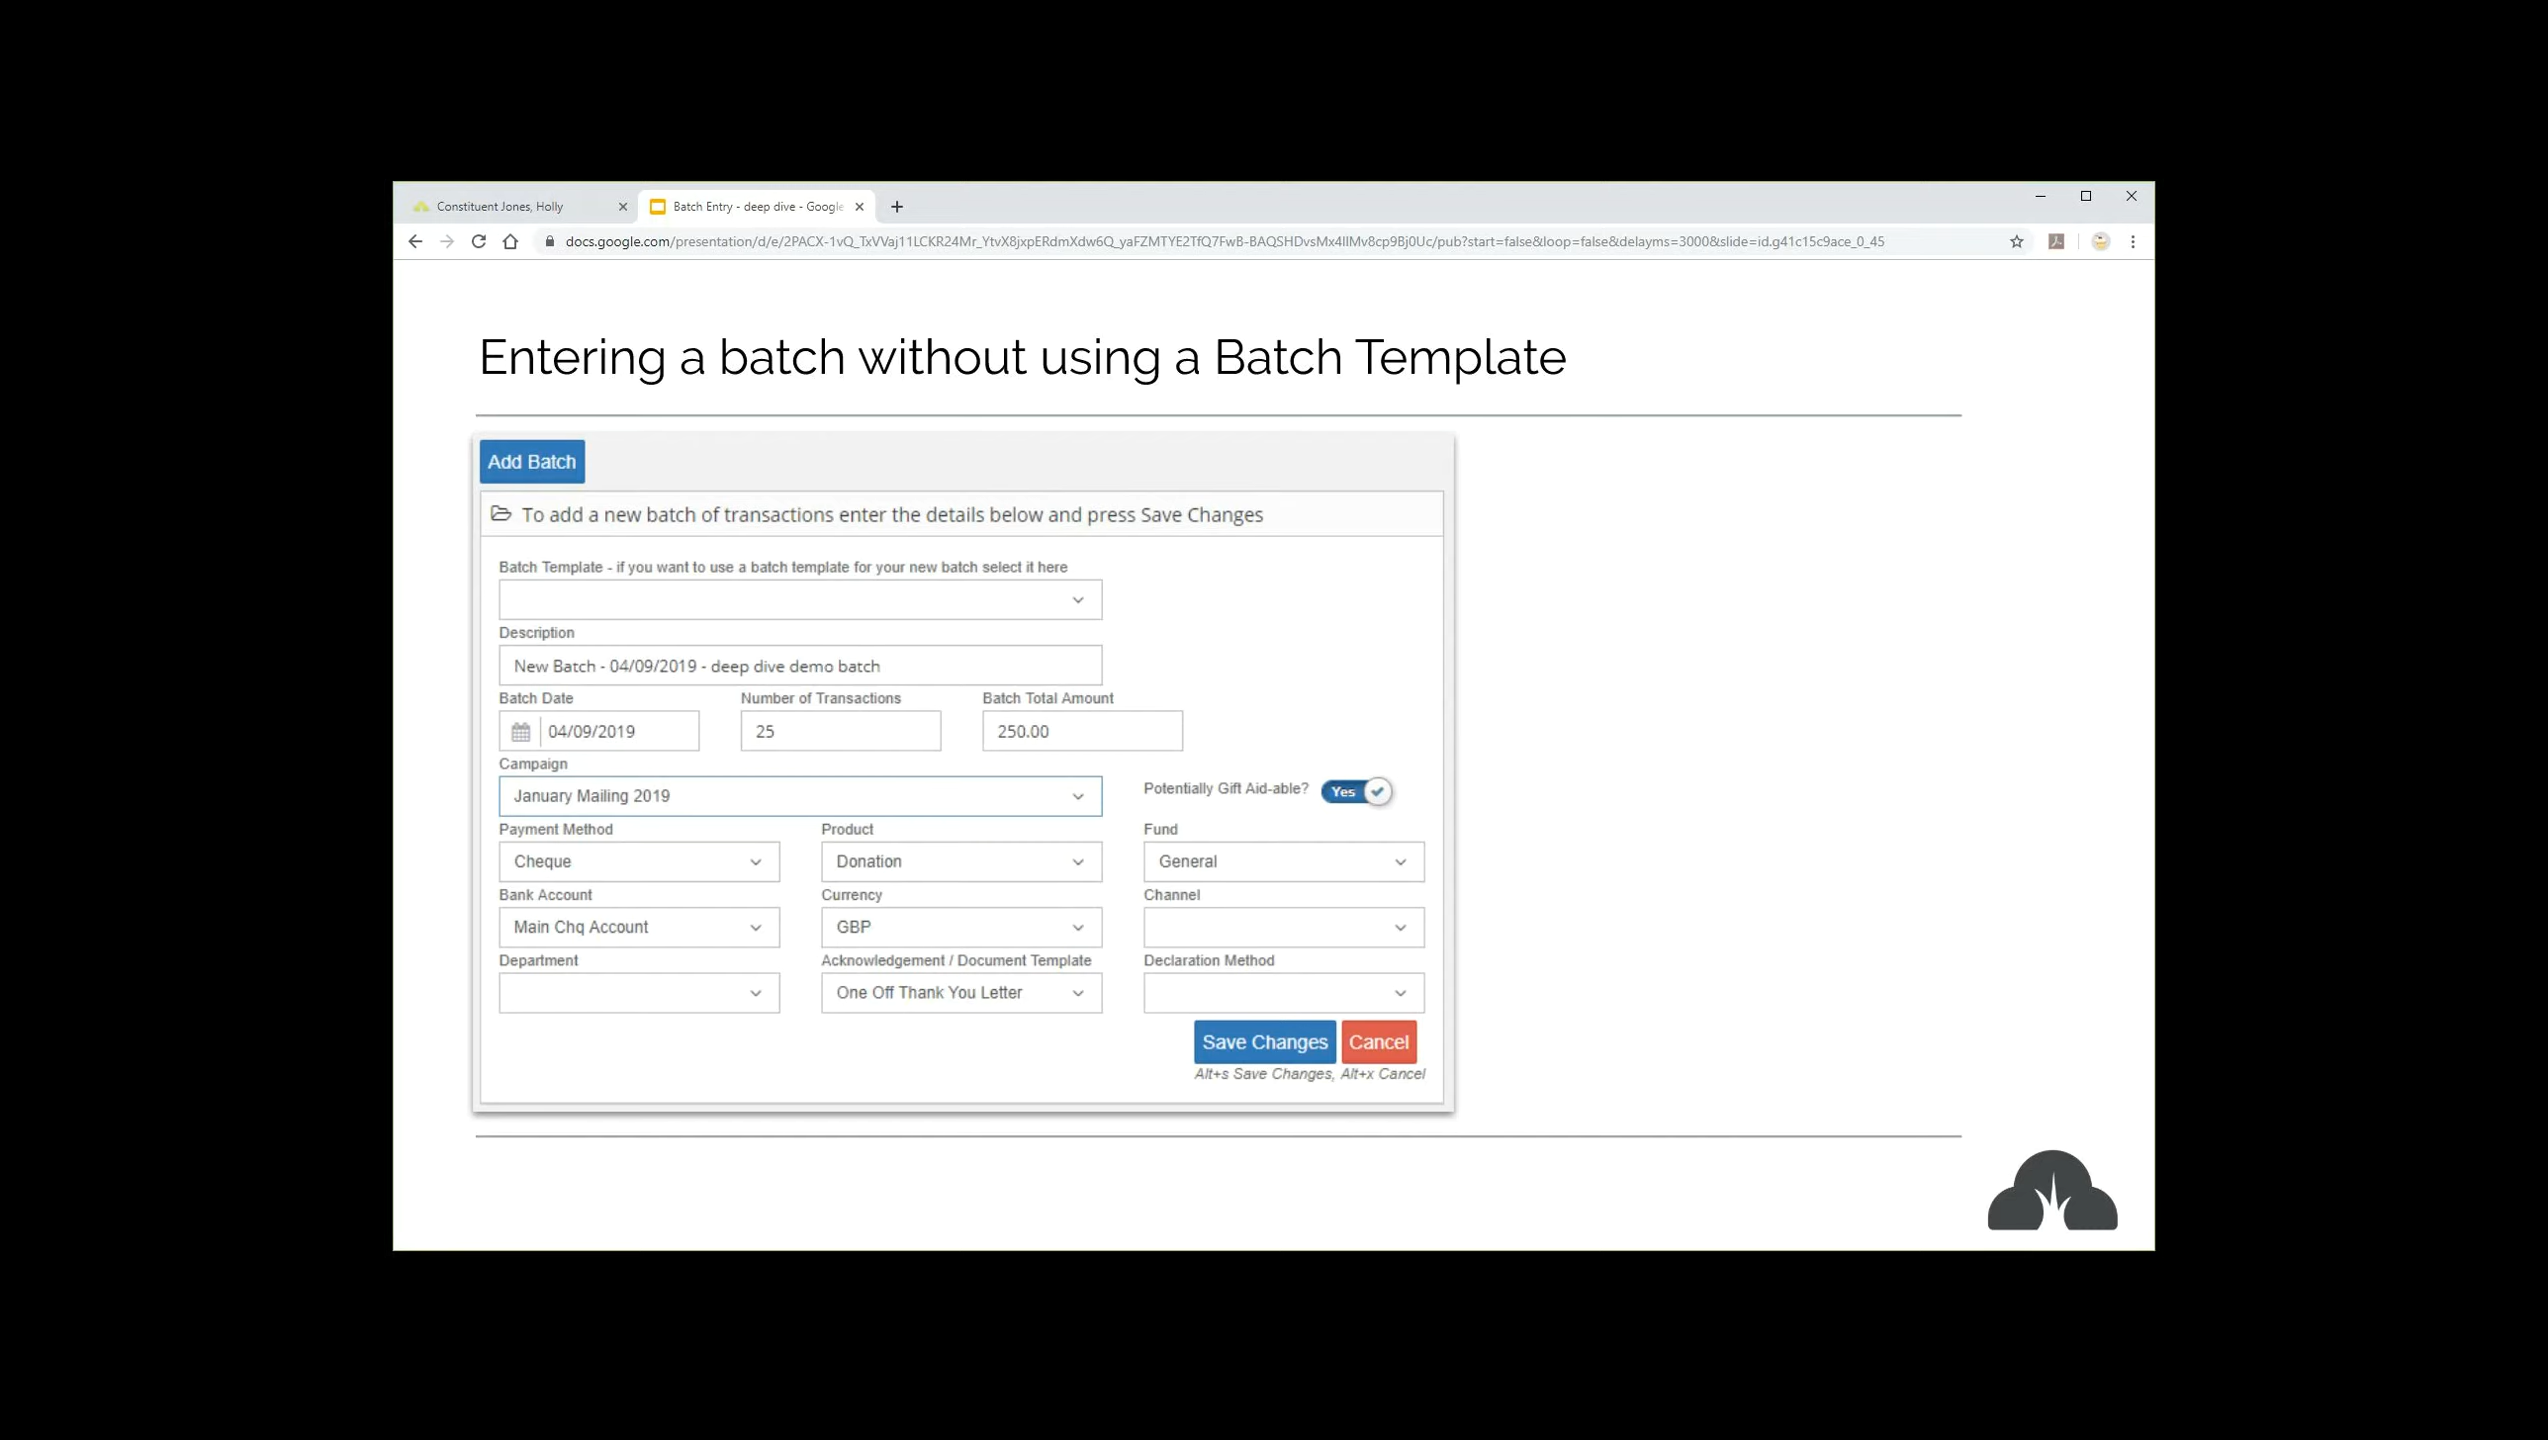 Constituent Jones, Holly
Batch Entry - deep dive - Google
docs.google.com/presentation/d/e/2PACX-1vQ_TxVVaj11LCKR24Mr_YtvX8jxpERdmXdw6Q_yaFZMTYE2TfQ7FwB-BAQSHDvsMx4IIMv8cp9Bj0Uc/pub?start=false&loop=false&delayms=3000&slide=id.g41c15c9ace_0_45
Entering a batch without using a Batch Template
Add Batch
To add a new batch of transactions enter the details below and press Save Changes
Batch Template - if you want to use a batch template for your new batch select it here
Description
New Batch - 04/09/2019 - deep dive demo batch
Batch Date Number of Transactions Batch Total Amount
04/09/2019 25 250.00
Campaign
January Mailing 2019 Potentially Gift Aid-able? Yes
Payment Method Product Fund
Cheque Donation General
Bank Account Currency Channel
Main Chq Account GBP
Department Acknowledgement / Document Template Declaration Method
One Off Thank You Letter
Save Changes Cancel
Alt+s Save Changes, Alt+x Cancel